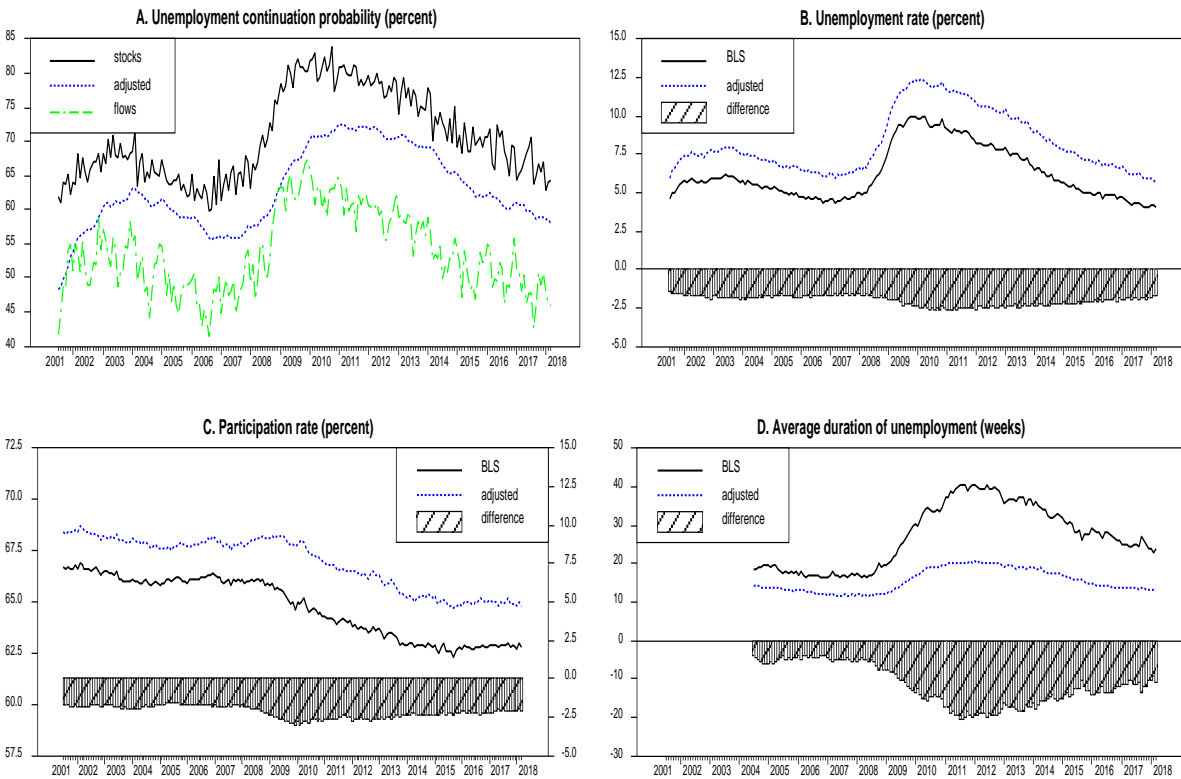 A. Unemployment continuation probability (percent)
85
80
75
70
65
60
55
50
45
40
stocks
adjusted
flows
2001 2002 2003 2004 2005 2006 2007 2008 2009 2010 2011 2012 2013 2014 2015 2016 2017 2018
B. Unemployment rate (percent)
15.0
12.5
10.0
7.5
5.0
2.5
0.0
-2.5
-5.0
BLS
adjusted
difference
2001 2002 2003 2004 2005 2006 2007 2008 2009 2010 2011 2012 2013 2014 2015 2016 2017 2018
C. Participation rate (percent)
72.5
70.0
67.5
65.0
62.5
60.0
57.5
BLS
adjusted
difference
15.0
12.5
10.0
7.5
5.0
2.5
0.0
-2.5
-5.0
2001 2002 2003 2004 2005 2006 2007 2008 2009 2010 2011 2012 2013 2014 2015 2016 2017 2018
D. Average duration of unemployment (weeks)
50
40
30
20
10
0
-10
-20
-30
BLS
adjusted
difference
2001 2002 2003 2004 2005 2006 2007 2008 2009 2010 2011 2012 2013 2014 2015 2016 2017 2018